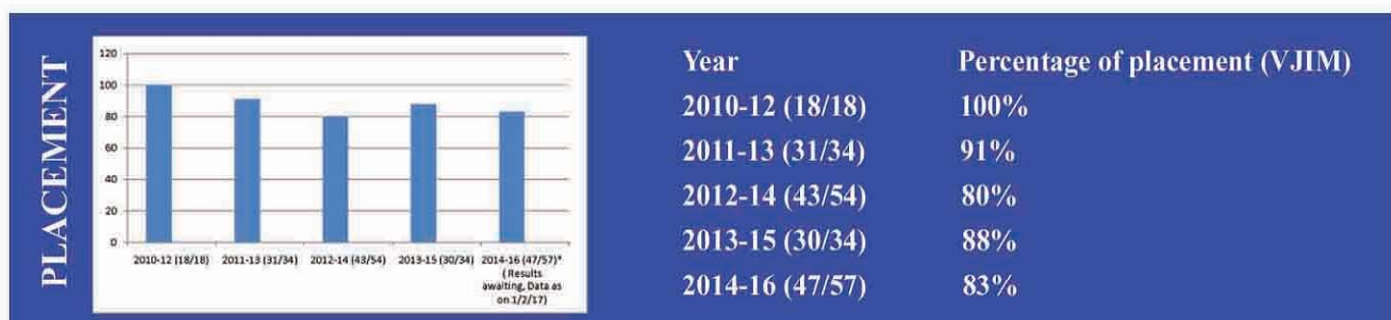 PLACEMENT
120
100
80
60
40
20
0
2010-12 (18/18)
2011-13 (31/34)
2012-14 (43/54)
2013-15 (30/34)
2014-16 (47/57)*
( Results
awaiting, Data as
on 1/2/17)
Year Percentage of placement (VJIM)
2010-12 (18/18) 100%
2011-13 (31/34) 91%
2012-14 (43/54) 80%
2013-15 (30/34) 88%
2014-16 (47/57) 83%